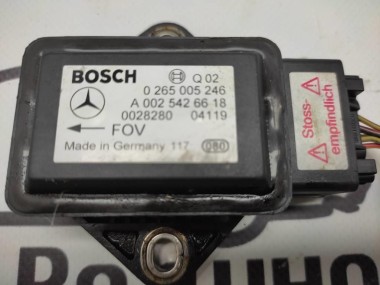 BOSCH Q 02
0 265 005 246
A 002 542 66 18
0028280 04119
FOV
Made in Germany 117 080
Stoss-
empfindlich